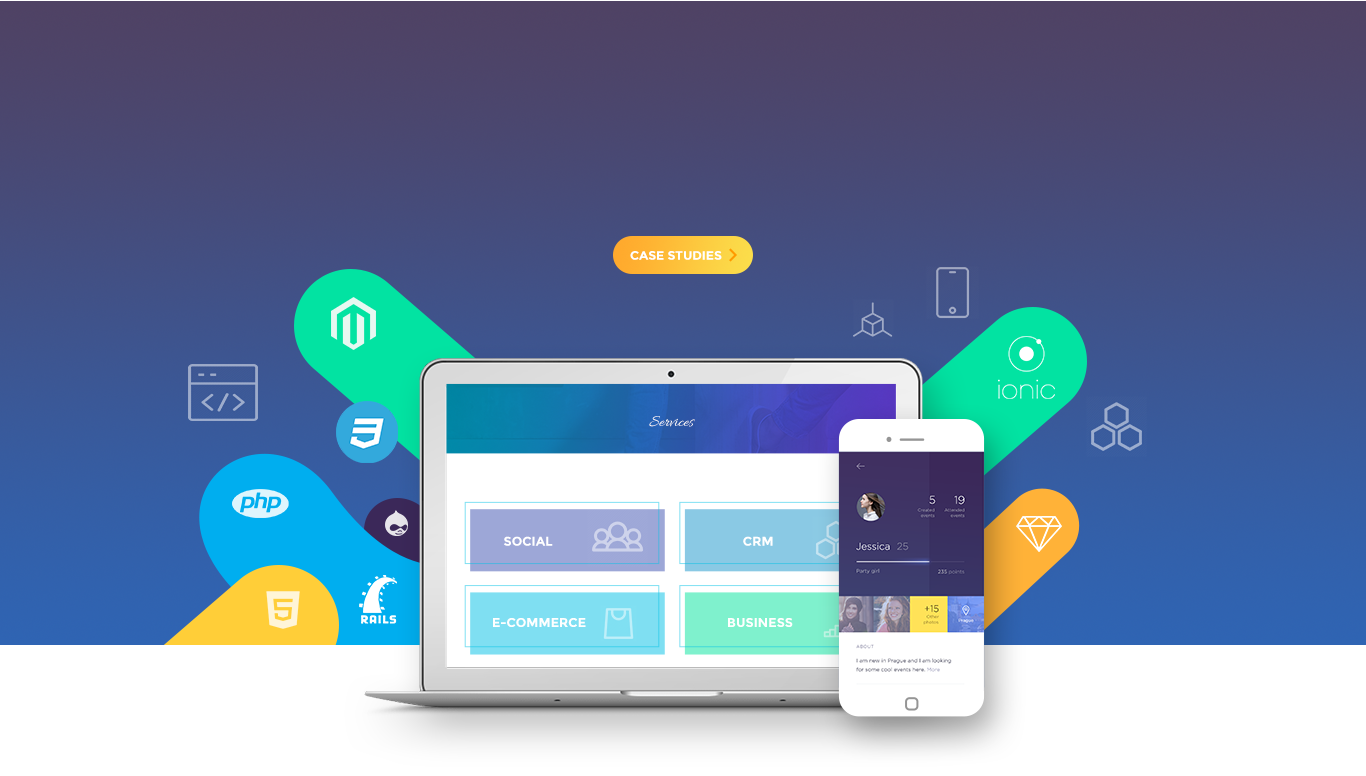 CASE STUDIES
ionic
php
5
RAILS
Services
SOCIAL
CRM
E-COMMERCE
BUSINESS
5
19
Created
events
Attended
events
Jessica 25
Party girl
235 points
+15
Other
photos
Prague
ABOUT
I am new in Prague and I am looking
for some cool events here. More